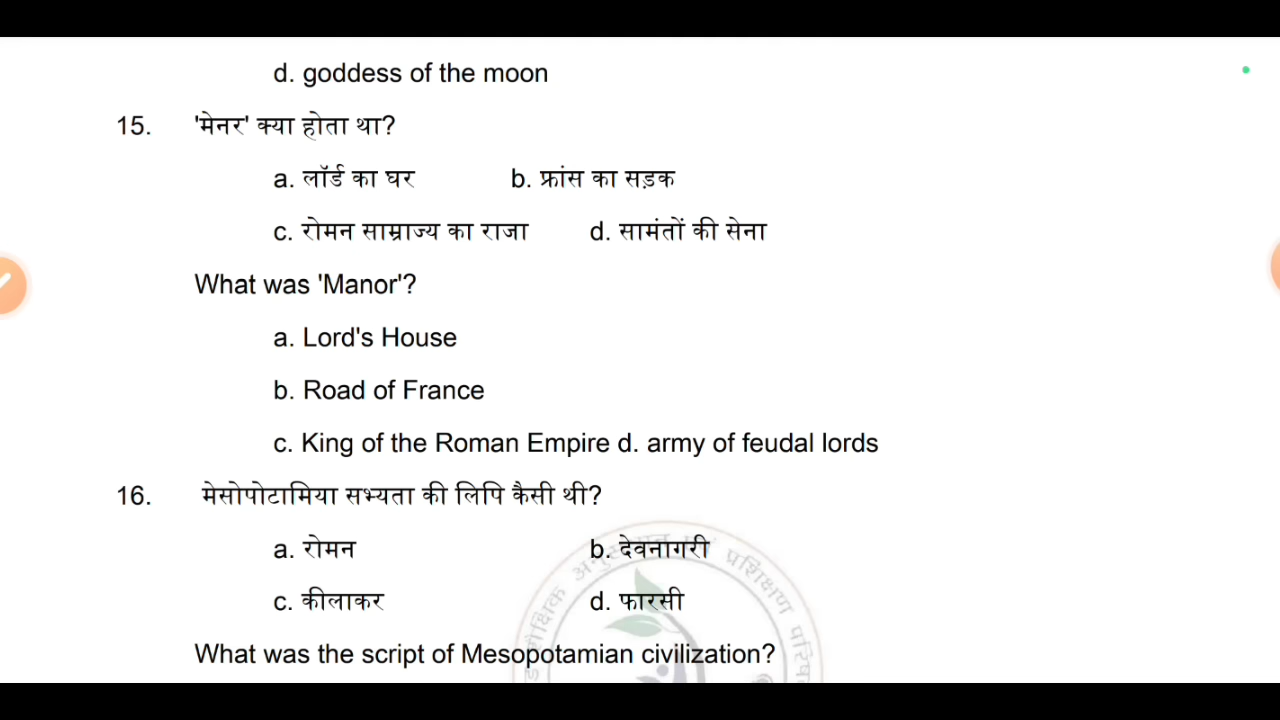 d. goddess of the moon
15. 'मेनर' क्या होता था?
a. लॉर्ड का घर b. फ्रांस का सड़क
c. रोमन साम्राज्य का राजा d. सामंतों की सेना
What was 'Manor'?
a. Lord's House
b. Road of France
c. King of the Roman Empire d. army of feudal lords
16. मेसोपोटामिया सभ्यता की लिपि कैसी थी?
a. रोमन b. देवनागरी
c. कीलाकर d. फारसी
What was the script of Mesopotamian civilization?